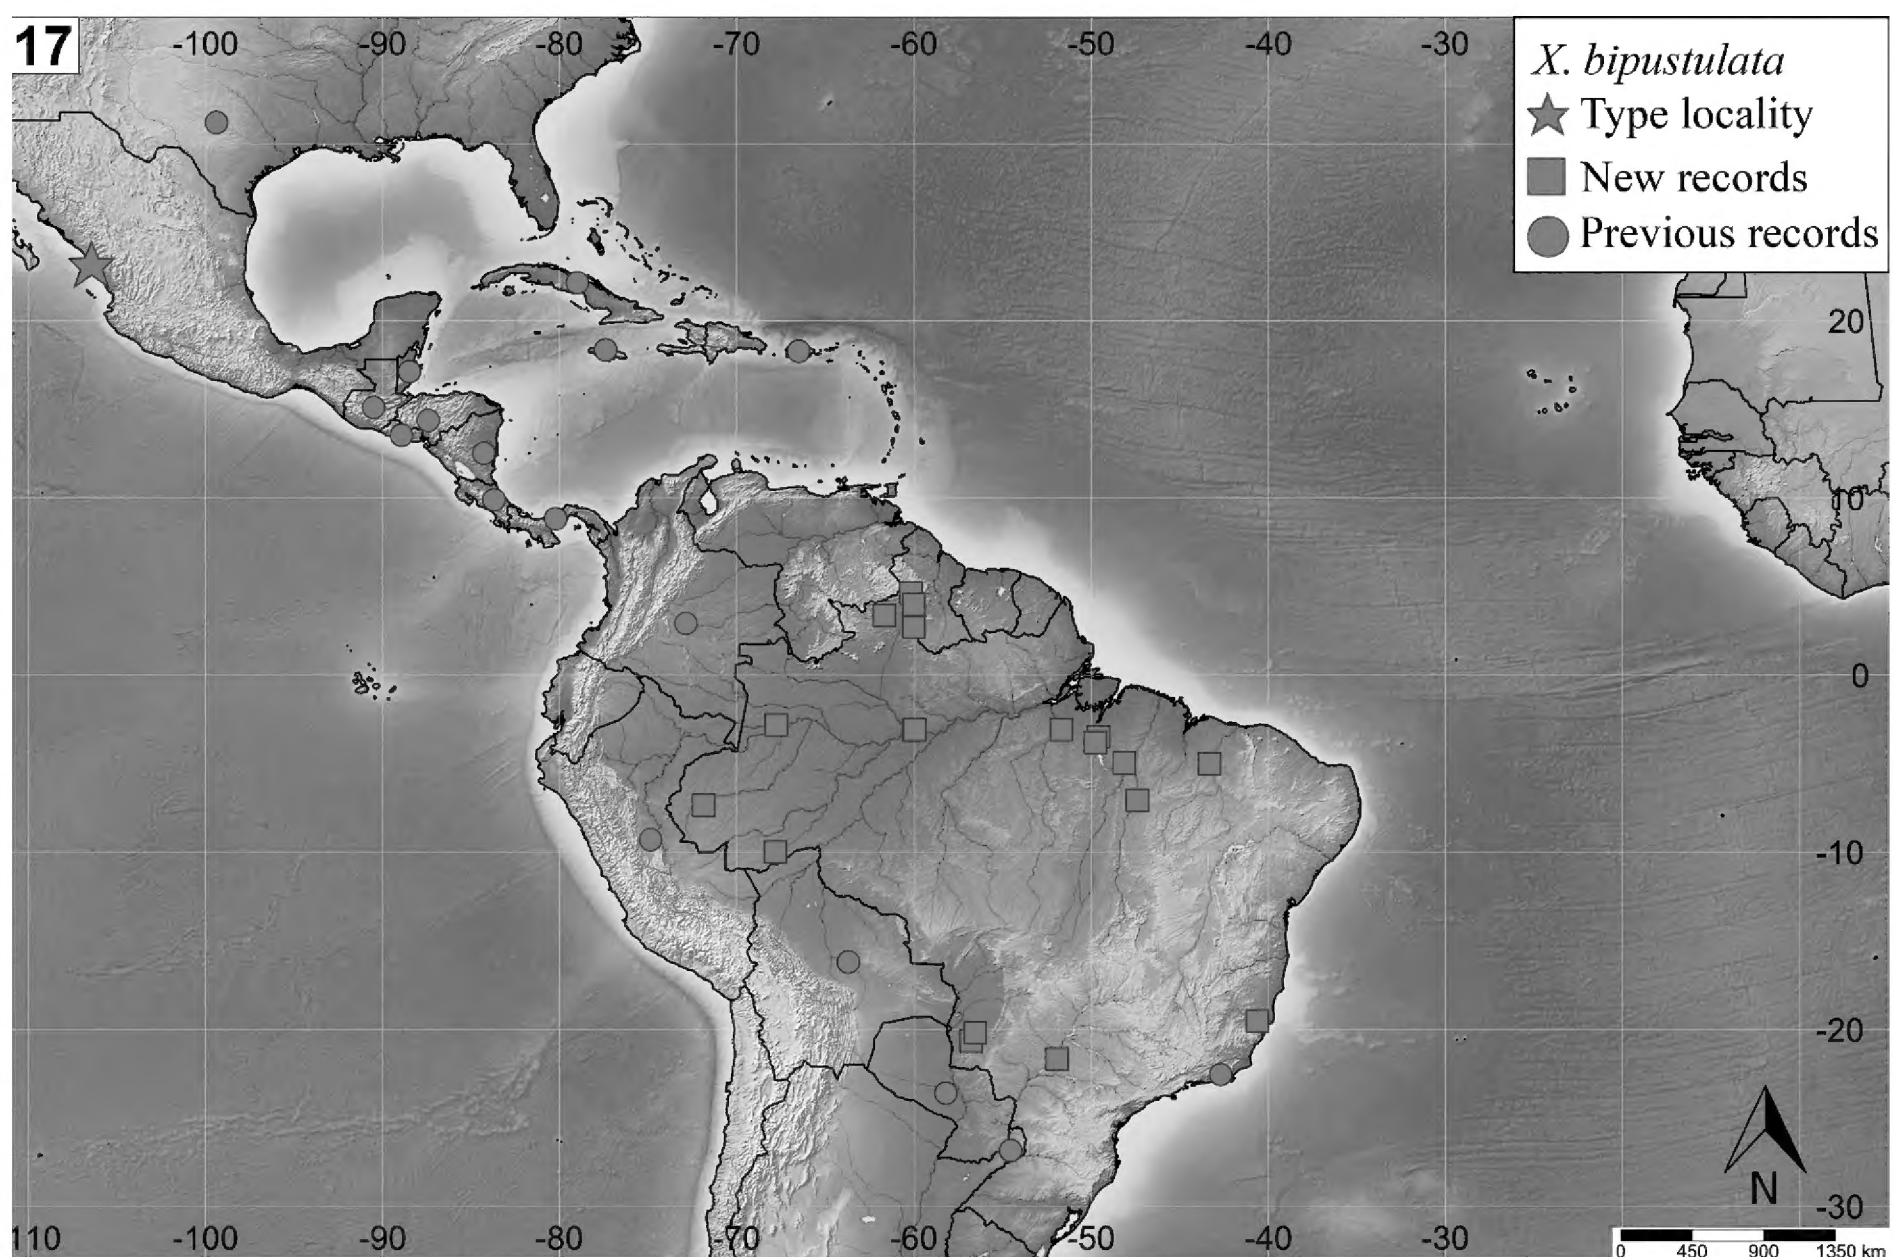 17
-100 -90 -80 -70 -60 -50 -40 -30
X. bipustulata
Type locality
New records
Previous records
20
10
0
-10
-20
N
-30
110 -100 -90 -80 -70 -60 -50 -40 -30
0 450 900 1350 km